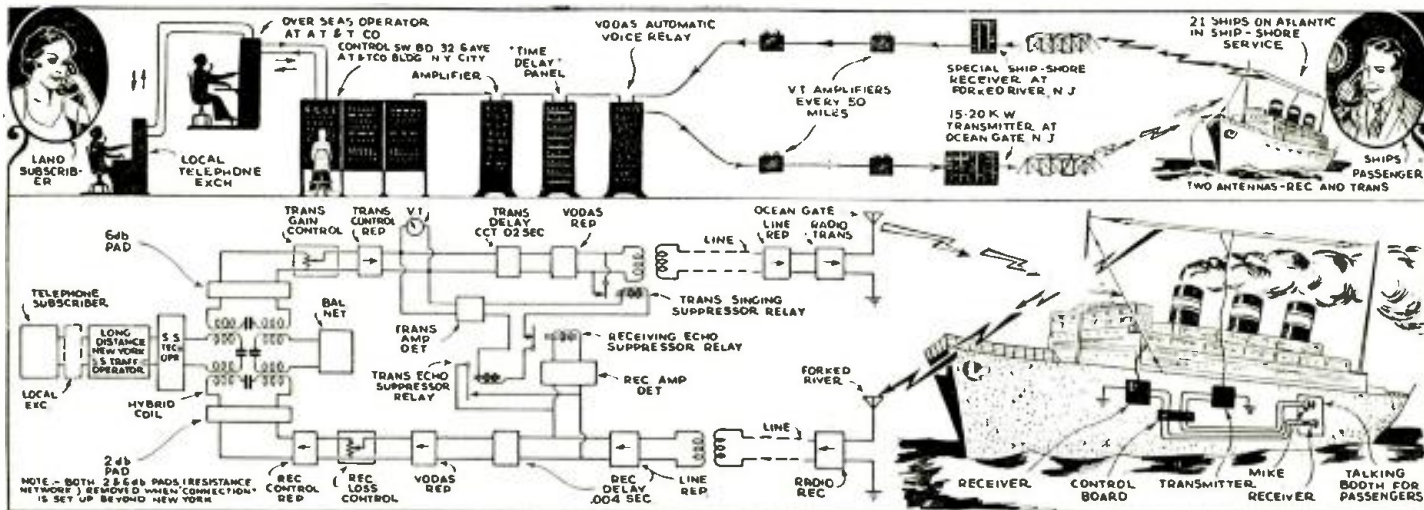 OVER SEAS OPERATOR
AT A T & T CO
CONTROL SW BD 32 6 AVE
AT & TCO BLDG N Y CITY
AMPLIFIER
"TIME
DELAY"
PANEL
VODAS AUTOMATIC
VOICE RELAY
SPECIAL SHIP-SHORE
RECEIVER AT
FORKED RIVER, N J
21 SHIPS ON ATLANTIC
IN SHIP-SHORE
SERVICE
V.T AMPLIFIERS
EVERY 50
MILES
15-20 K W
TRANSMITTER AT
OCEAN GATE N J
LAND
SUBSCRIB-
ER
LOCAL
TELEPHONE
EXCH
SHIPS
PASSENGER
TWO ANTENNAS-REC AND TRANS
6db
PAD
TRANS
GAIN
CONTROL
TRANS
CONTROL
REP
V.I
TRANS
DELAY
CCT 02 SEC
VODAS
REP
LINE
OCEAN GATE
LINE
REP
RADIO
TRANS
TELEPHONE
SUBSCRIBER
LONG
DISTANCE
NEW YORK
S S TRAFF
OPERATOR
S S
TEC
OPR
BAL
NET
TRANS
AMP
DET
TRANS SINGING
SUPPRESSOR RELAY
RECEIVING ECHO
SUPPRESSOR RELAY
TRANS ECHO
SUPPRESSOR
RELAY
REC AMP
DET
LOCAL
EXC.
HYBRID
COIL
FORKED
RIVER
2db
PAD
REC CONTROL
REP
REC
LOSS
CONTROL
VODAS
REP
REC
DELAY
.004 SEC
LINE
REP.
LINE
RADIO
REC
RECEIVER
CONTROL
BOARD
TRANSMITTER
MIKE
RECEIVER
TALKING
BOOTH FOR
PASSENGERS
NOTE.- BOTH 2 & 6db PADS (RESISTANCE
NETWORK) REMOVED WHEN "CONNECTION"
IS SET UP BEYOND NEW YORK